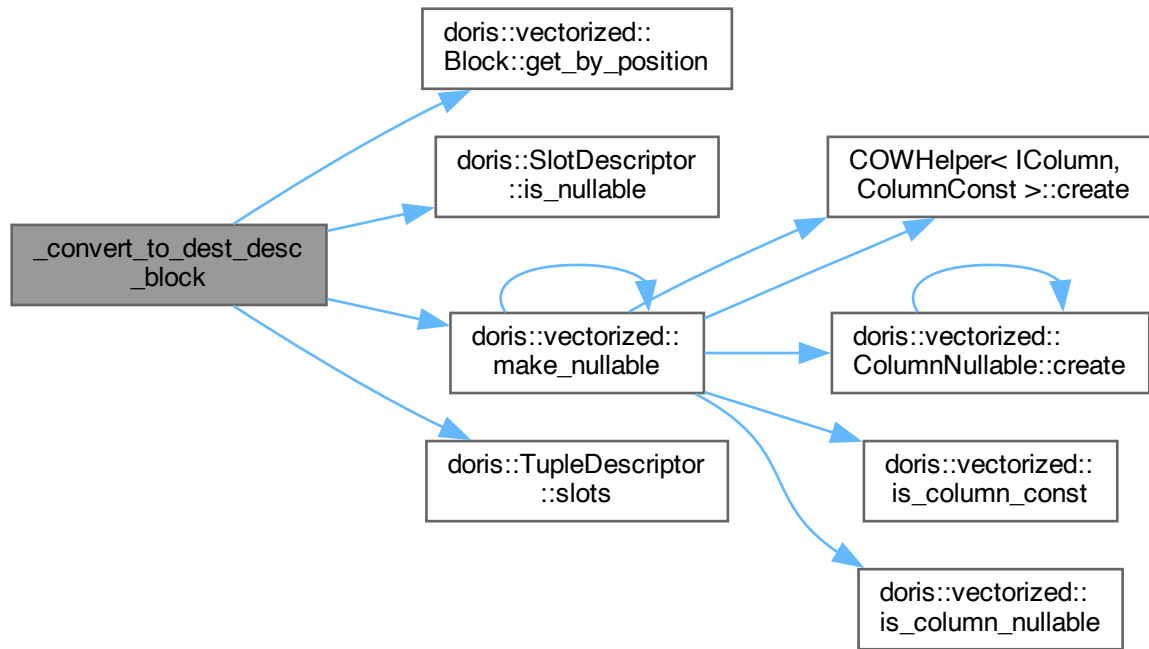 doris::vectorized::
Block::get_by_position
doris::SlotDescriptor
::is_nullable
COWHelper< IColumn,
ColumnConst >::create
_convert_to_dest_desc
_block
doris::vectorized::
make_nullable
doris::vectorized::
ColumnNullable::create
doris::TupleDescriptor
::slots
doris::vectorized::
is_column_const
doris::vectorized::
is_column_nullable